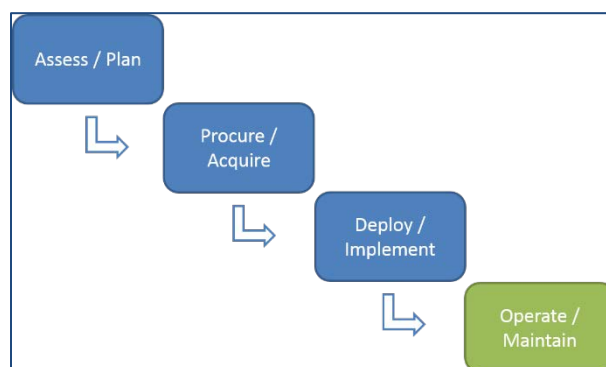 Assess / Plan
Procure /
Acquire
Deploy /
Implement
Operate /
Maintain